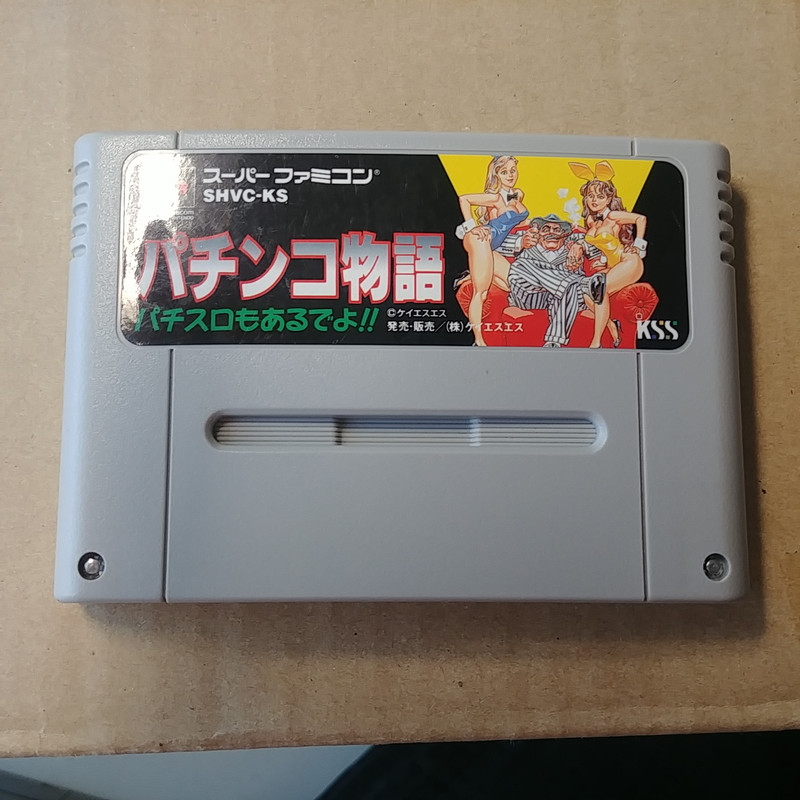 スーパーファミコン®
SHVC-KS
パチンコ物語
パチスロもあるでよ!!
©ケイエスエス
発売・販売/(株)ケイエスエス
KSS